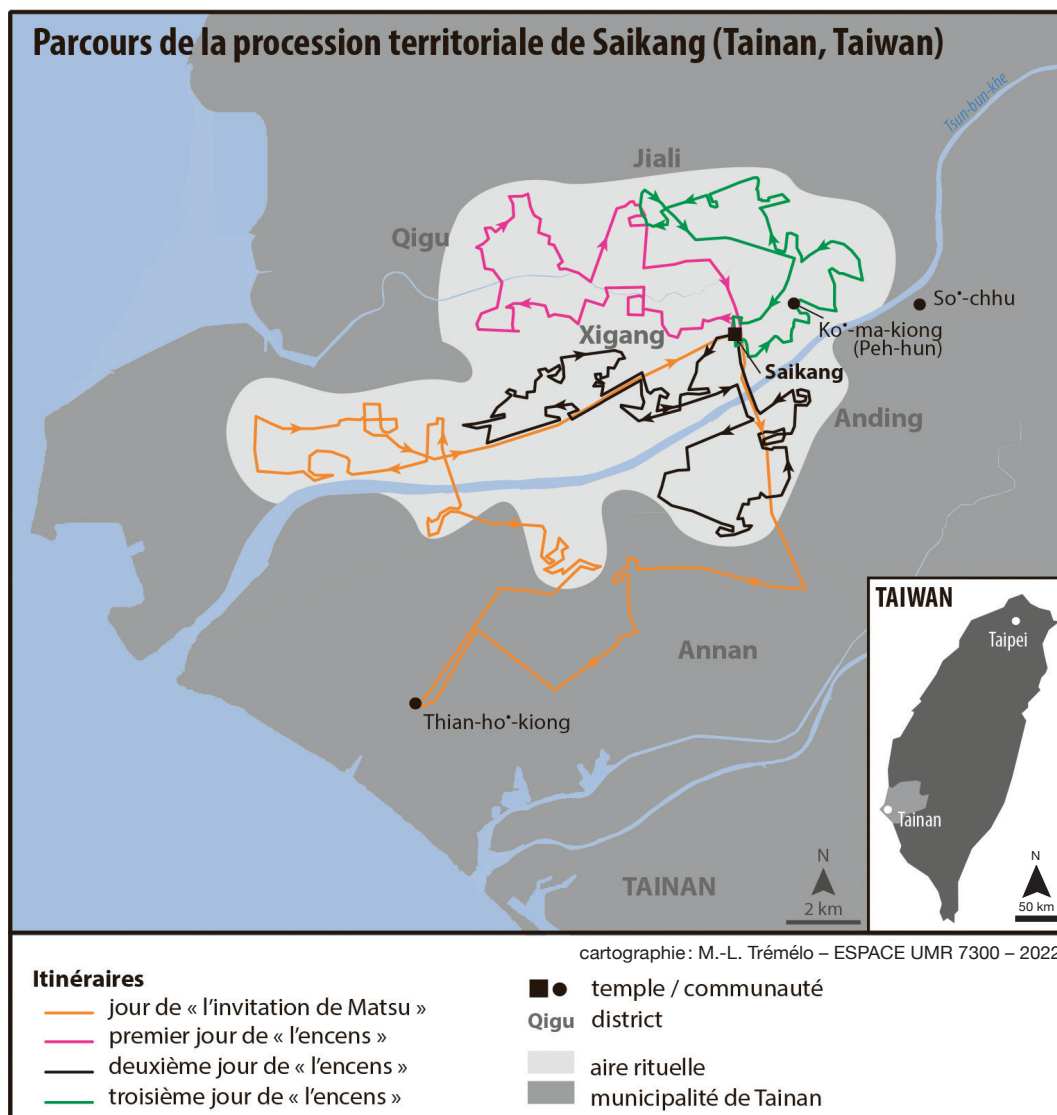 Parcours de la procession territoriale de Saikang (Tainan, Taiwan)
Tsun-bun-khe
Jiali
Qigu
So˙-chhu
Ko˙-ma-kiong
(Peh-hun)
Xigang
Saikang
Anding
Annan
Thian-ho˙-kiong
TAINAN
N
2 km
TAIWAN
Taipei
Tainan
N
50 km
cartographie : M.-L. Trémélo – ESPACE UMR 7300 – 2022
Itinéraires
jour de « l’invitation de Matsu »
premier jour de « l’encens »
deuxième jour de « l’encens »
troisième jour de « l’encens »
temple / communauté
Qigu district
aire rituelle
municipalité de Tainan